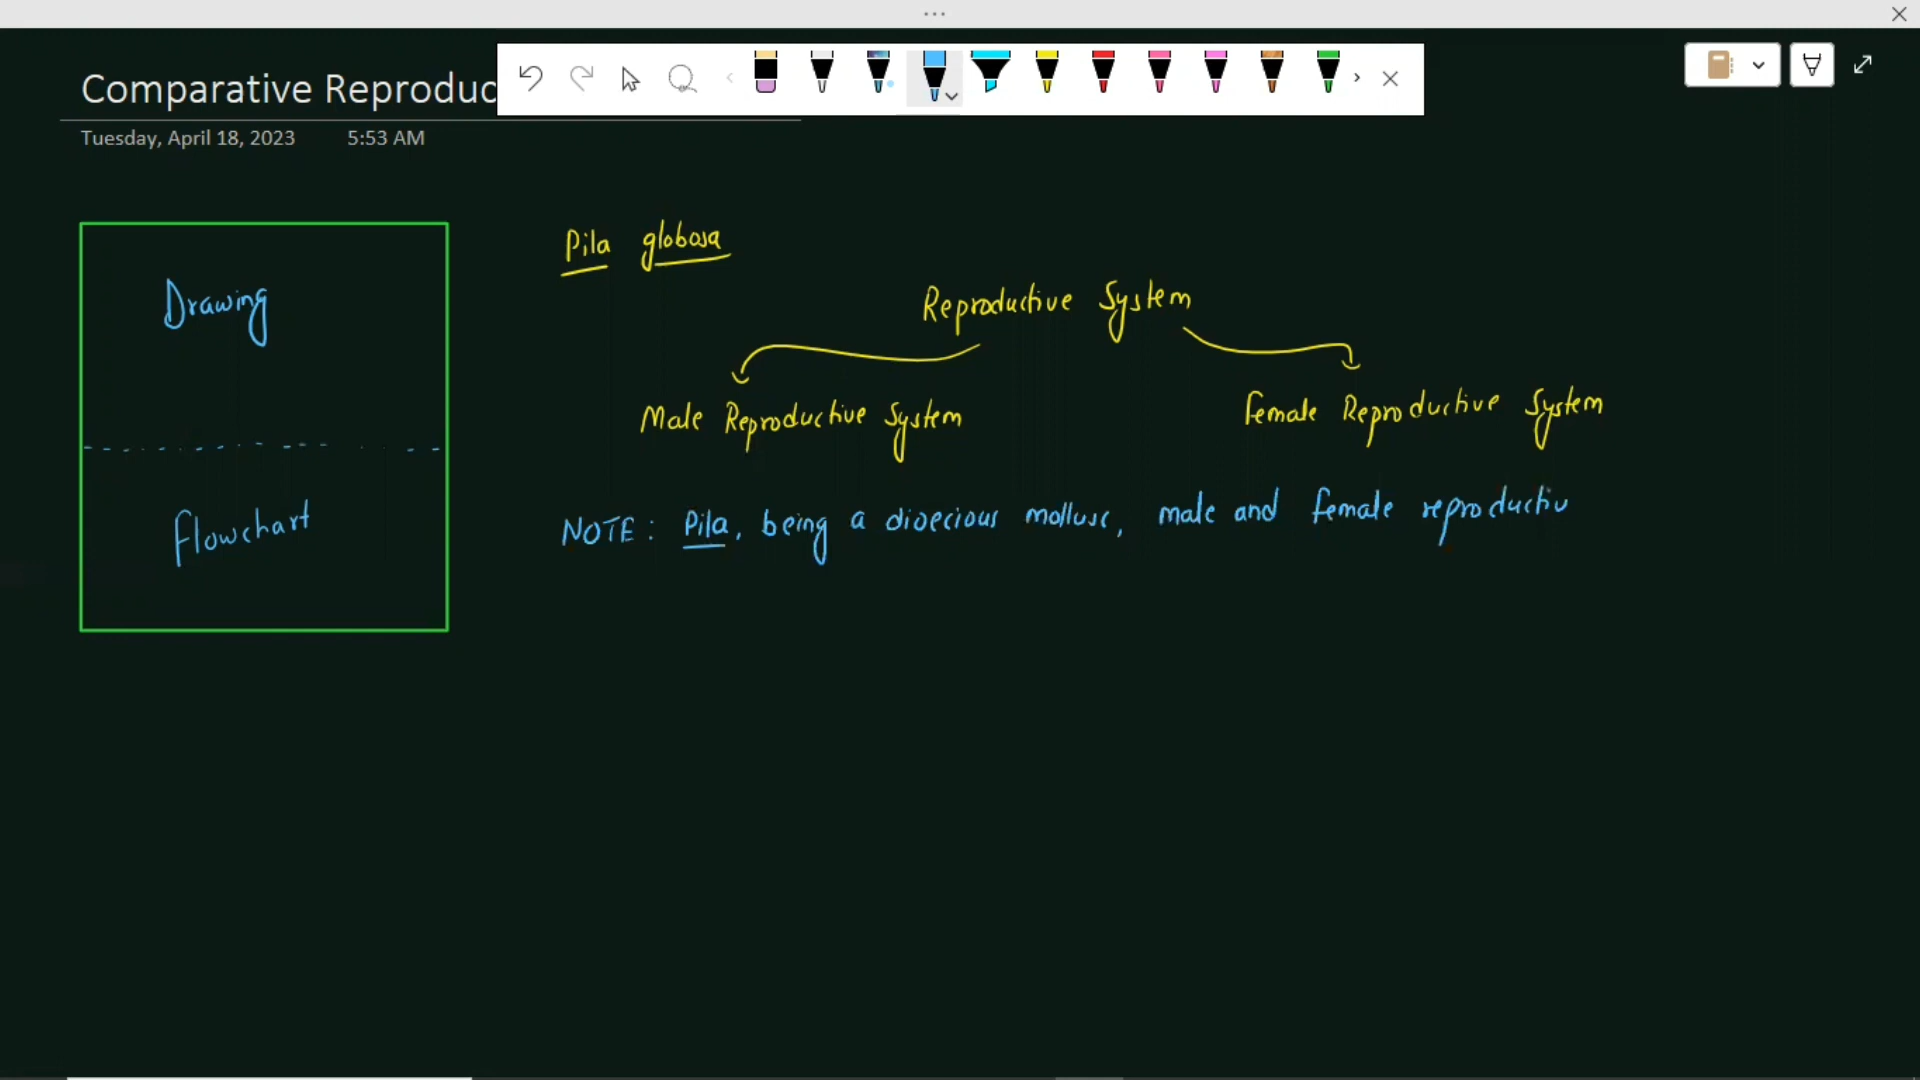 Comparative Reproduc
Tuesday, April 18, 2023 5:53 AM
Pila globosa
Reproductive System
Male Reproductive System
Female Reproductive System
Drawing
Flowchart
NOTE: Pila, being a dioecious mollusc, male and female reproductiv